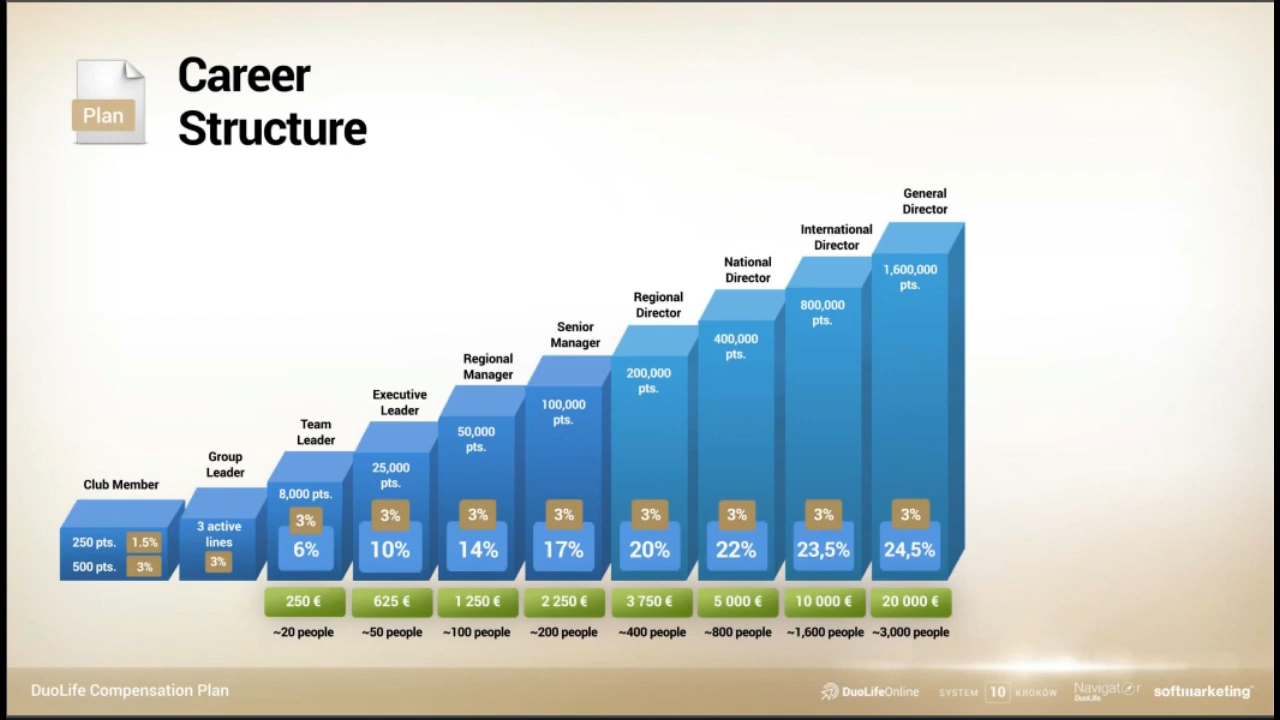 Plan
Career
Structure
Club Member
250 pts. 1.5%
500 pts. 3%
Group
Leader
3 active
lines
3%
Team
Leader
8,000 pts.
3%
6%
250 €
~20 people
Executive
Leader
25,000
pts.
3%
10%
625 €
~50 people
Regional
Manager
50,000
pts.
3%
14%
1 250 €
~100 people
Senior
Manager
100,000
pts.
3%
17%
2 250 €
~200 people
Regional
Director
200,000
pts.
3%
20%
3 750 €
~400 people
National
Director
400,000
pts.
3%
22%
5 000 €
~800 people
International
Director
800,000
pts.
3%
23,5%
10 000 €
~1,600 people
General
Director
1,600,000
pts.
3%
24,5%
20 000 €
~3,000 people
DuoLife Compensation Plan
DuoLifeOnline
SYSTEM 10 KROKÓW
Navigator
DuoLife
softmarketing